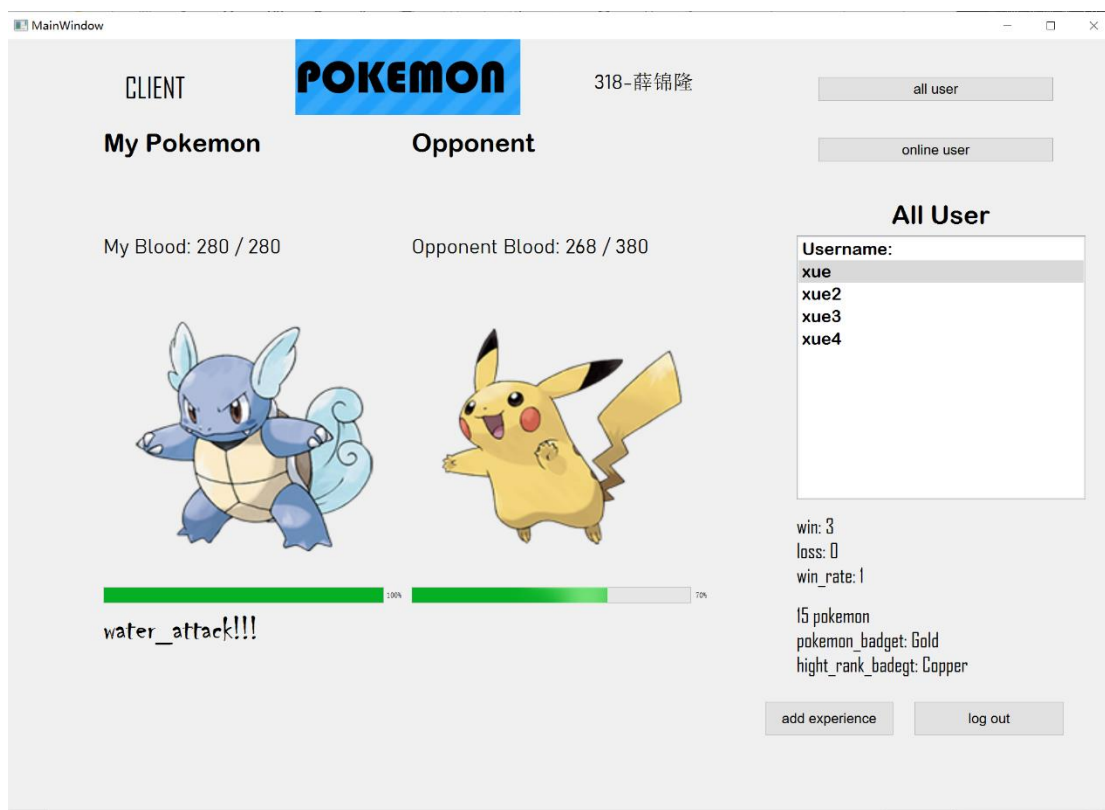 MainWindow
CLIENT
POKEMON
318-薛锦隆
all user
My Pokemon
Opponent
online user
All User
My Blood: 280 / 280
Opponent Blood: 268 / 380
Username:
xue
xue2
xue3
xue4
win: 3
loss: 0
win_rate: 1
100%
70%
water_attack!!!
15 pokemon
pokemon_badget: Gold
hight_rank_badegt: Copper
add experience
log out